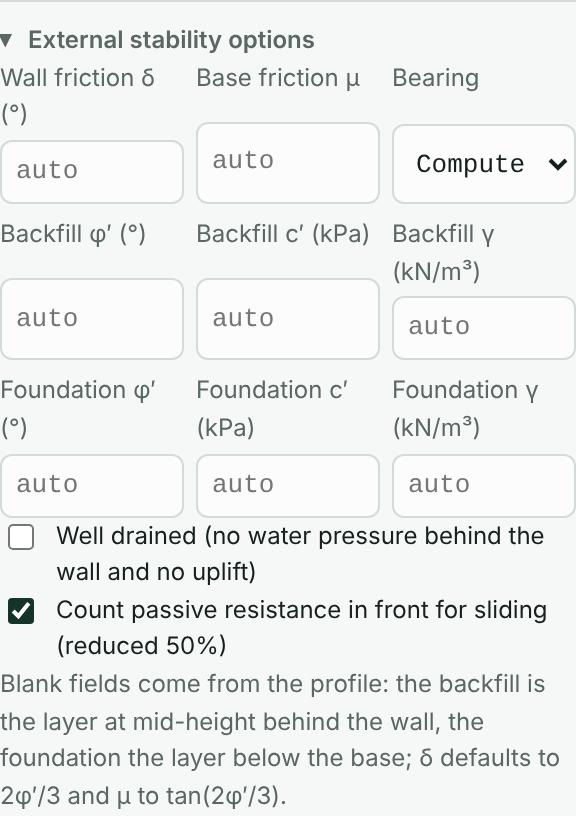 ▼ External stability options
Wall friction δ (°)
Base friction μ
Bearing
auto
auto
Compute
Backfill φ′ (°)
Backfill c′ (kPa)
Backfill γ (kN/m³)
auto
auto
auto
Foundation φ′ (°)
Foundation c′ (kPa)
Foundation γ (kN/m³)
auto
auto
auto
Well drained (no water pressure behind the
wall and no uplift)
Count passive resistance in front for sliding
(reduced 50%)
Blank fields come from the profile: the backfill is
the layer at mid-height behind the wall, the
foundation the layer below the base; δ defaults to
2φ′/3 and μ to tan(2φ′/3).